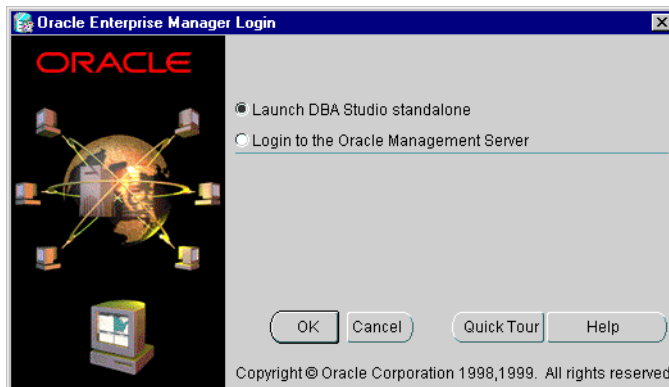 Oracle Enterprise Manager Login
ORACLE
Launch DBA Studio standalone
Login to the Oracle Management Server
OK Cancel Quick Tour Help
Copyright © Oracle Corporation 1998,1999. All rights reserved